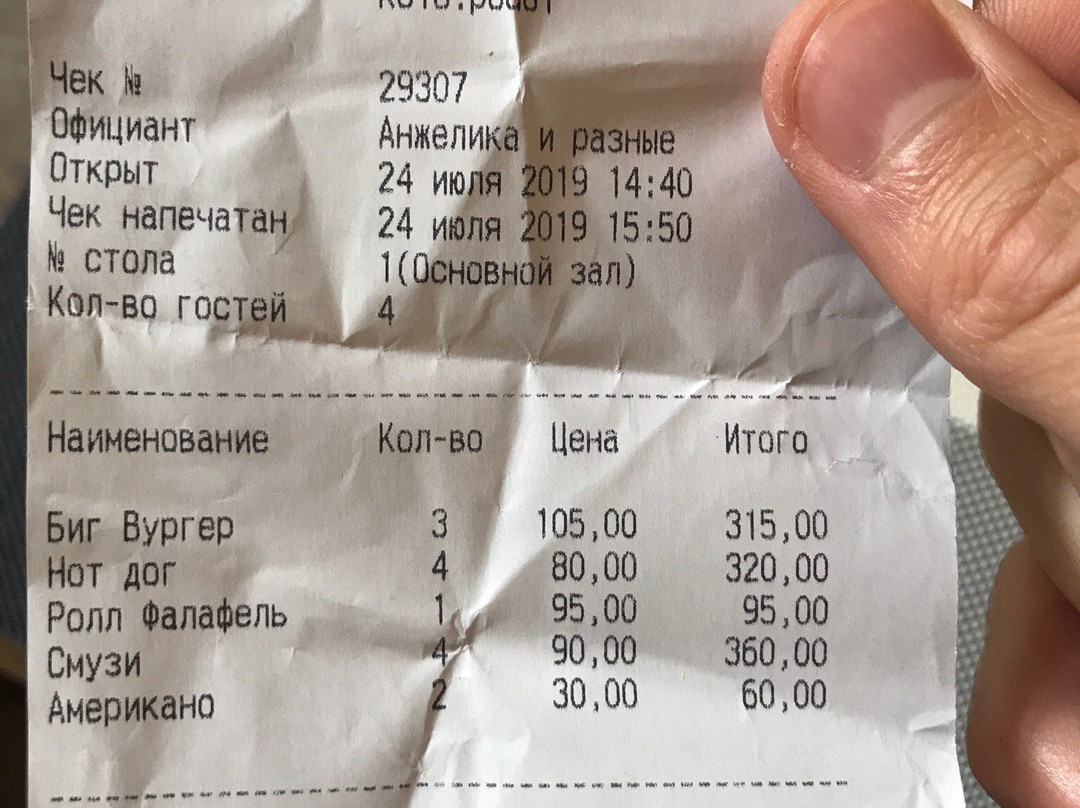 Чек № 29307
Официант Анжелика и разные
Открыт 24 июля 2019 14:40
Чек напечатан 24 июля 2019 15:50
№ стола 1(Основной зал)
Кол-во гостей 4
Наименование Кол-во Цена Итого
Биг Вургер 3 105,00 315,00
Нот дог 4 80,00 320,00
Ролл Фалафель 1 95,00 95,00
Смузи 4 90,00 360,00
Американо 2 30,00 60,00